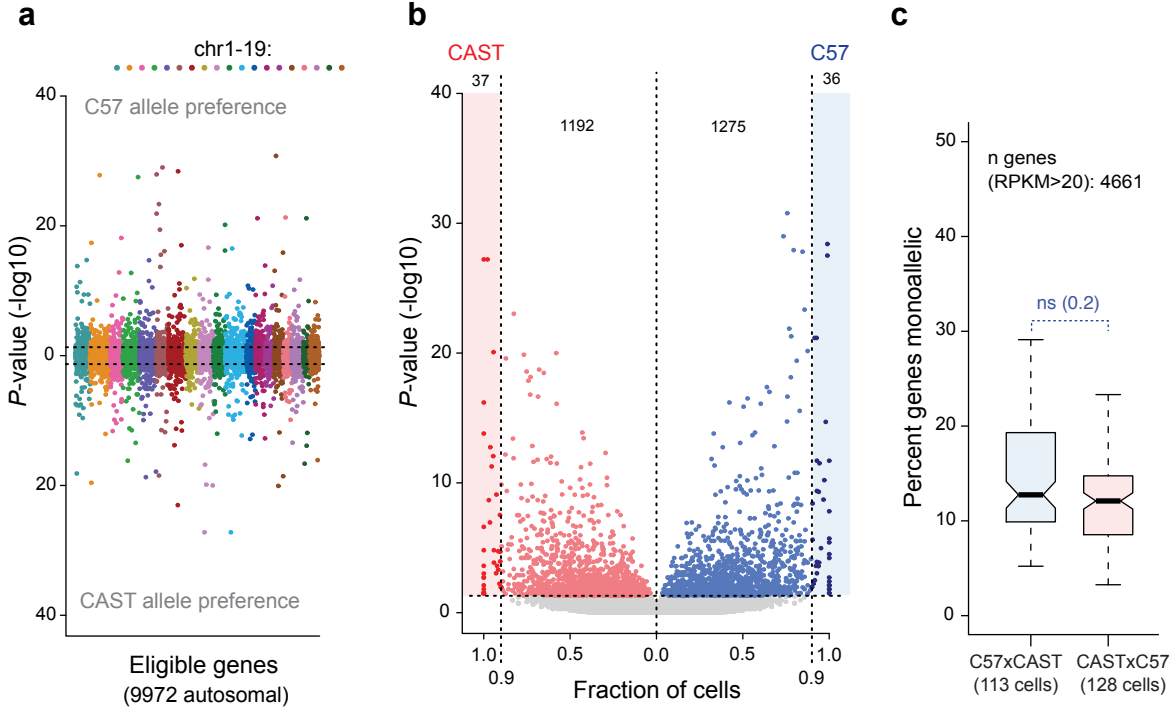 a
chr1-19:
C57 allele preference
40
20
0
20
40
P-value (-log10)
CAST allele preference
Eligible genes
(9972 autosomal)
b
CAST
C57
37
36
1192
1275
40
30
20
10
0
P-value (-log10)
1.0
0.5
0.0
0.5
1.0
0.9
0.9
Fraction of cells
c
50
40
30
20
10
0
Percent genes monoallelic
n genes
(RPKM>20): 4661
ns (0.2)
C57xCAST
(113 cells)
CASTxC57
(128 cells)